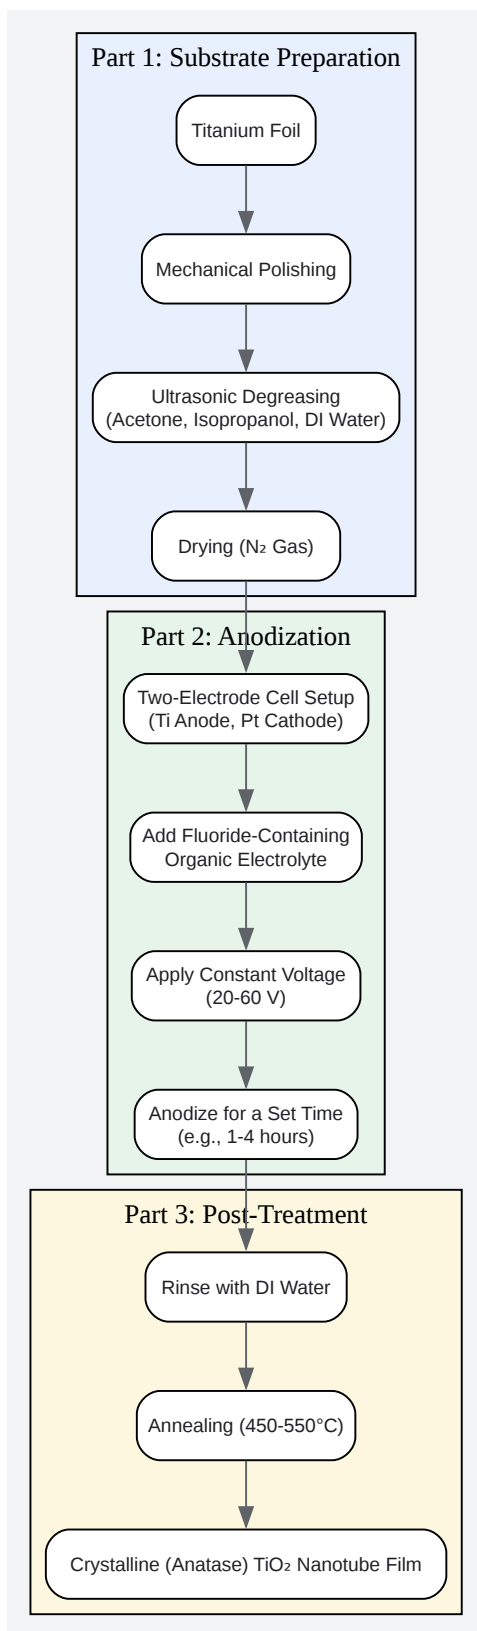 Part 1: Substrate Preparation
Titanium Foil
Mechanical Polishing
Ultrasonic Degreasing
(Acetone, Isopropanol, DI Water)
Drying (N₂ Gas)
Part 2: Anodization
Two-Electrode Cell Setup
(Ti Anode, Pt Cathode)
Add Fluoride-Containing
Organic Electrolyte
Apply Constant Voltage
(20-60 V)
Anodize for a Set Time
(e.g., 1-4 hours)
Part 3: Post-Treatment
Rinse with DI Water
Annealing (450-550°C)
Crystalline (Anatase) TiO₂ Nanotube Film